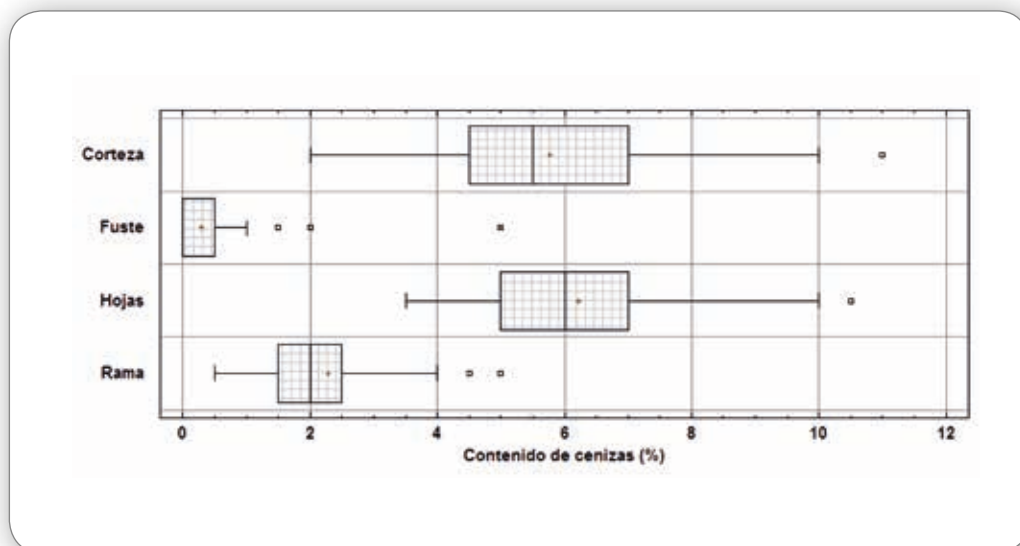 Corteza
Fuste
Hojas
Rama
0 2 4 6 8 10 12
Contenido de cenizas (%)